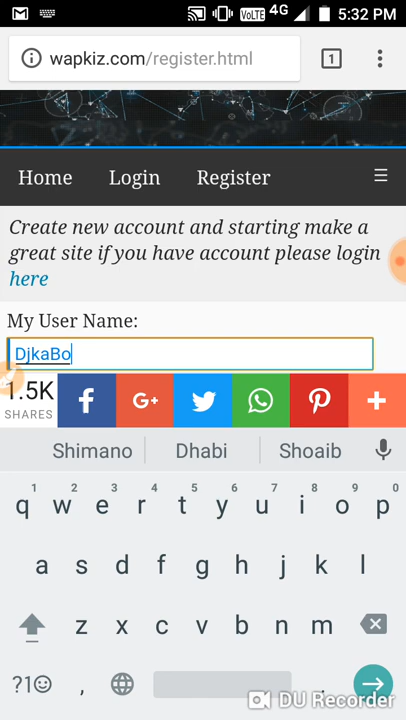 VoLTE 4G 5:32 PM
wapkiz.com/register.html 1
Home Login Register
Create new account and starting make a
great site if you have account please login
here
My User Name:
DjkaBo
1.5K
SHARES
f G+ +
Shimano Dhabi Shoaib
1 2 3 4 5 6 7 8 9 0
q w e r t y u i o p
a s d f g h j k l
z x c v b n m
?1☺ , .
DU Recorder